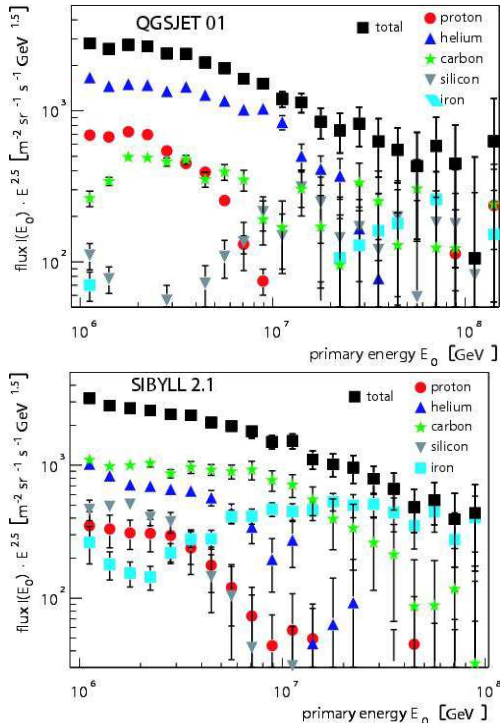 QGSJET 01
total
proton
helium
carbon
silicon
iron
10³
10²
flux I(E₀) · E^2.5 [m⁻² sr⁻¹ s⁻¹ GeV^1.5]
10⁶
10⁷
10⁸
primary energy E₀ [GeV]
SIBYLL 2.1
total
proton
helium
carbon
silicon
iron
10³
10²
flux I(E₀) · E^2.5 [m⁻² sr⁻¹ s⁻¹ GeV^1.5]
10⁶
10⁷
10⁸
primary energy E₀ [GeV]